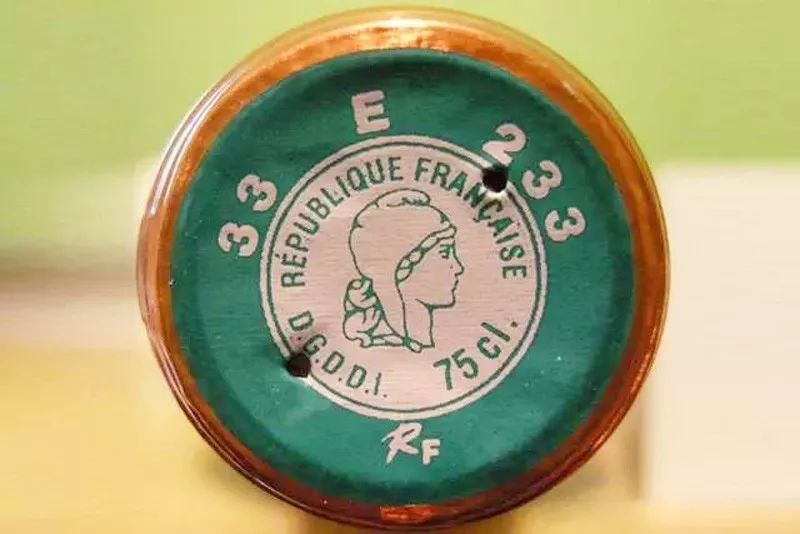 33 E 233
RÉPUBLIQUE FRANÇAISE
D.G.D.D.I. 75 cl.
RF